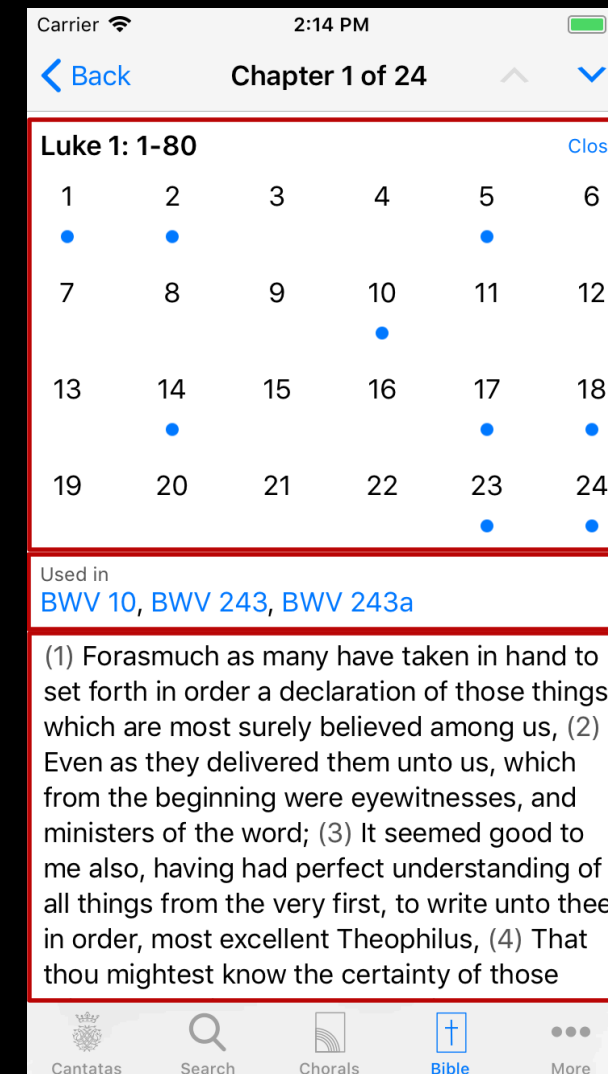 Carrier 2:14 PM
Back Chapter 1 of 24
Luke 1: 1-80 Clos
1 2 3 4 5 6
7 8 9 10 11 12
13 14 15 16 17 18
19 20 21 22 23 24
Used in
BWV 10, BWV 243, BWV 243a
(1) Forasmuch as many have taken in hand to
set forth in order a declaration of those things
which are most surely believed among us, (2)
Even as they delivered them unto us, which
from the beginning were eyewitnesses, and
ministers of the word; (3) It seemed good to
me also, having had perfect understanding of
all things from the very first, to write unto thee
in order, most excellent Theophilus, (4) That
thou mightest know the certainty of those
Cantatas Search Chorals Bible More